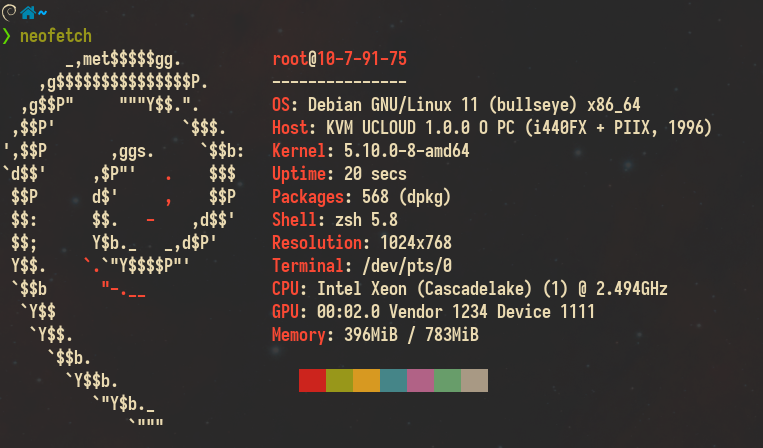 ~
❯ neofetch
       _,met$$$$$gg.          root@10-7-91-75
    ,g$$$$$$$$$$$$$$$P.       ---------------
  ,g$$P"     """Y$$.".        OS: Debian GNU/Linux 11 (bullseye) x86_64
 ,$$P'              `$$$.     Host: KVM UCLOUD 1.0.0 O PC (i440FX + PIIX, 1996)
',$$P       ,ggs.     `$$b:   Kernel: 5.10.0-8-amd64
`d$$'     ,$P"'   .    $$$    Uptime: 20 secs
 $$P      d$'     ,    $$P    Packages: 568 (dpkg)
 $$:      $$.   -    ,d$$'    Shell: zsh 5.8
 $$;      Y$b._   _,d$P'      Resolution: 1024x768
 Y$$.    `.`"Y$$$$P"'         Terminal: /dev/pts/0
 `$$b      "-.__              CPU: Intel Xeon (Cascadelake) (1) @ 2.494GHz
  `Y$$                        GPU: 00:02.0 Vendor 1234 Device 1111
   `Y$$.                      Memory: 396MiB / 783MiB
     `$$b.
       `Y$$b.
          `"Y$b._
              `"""